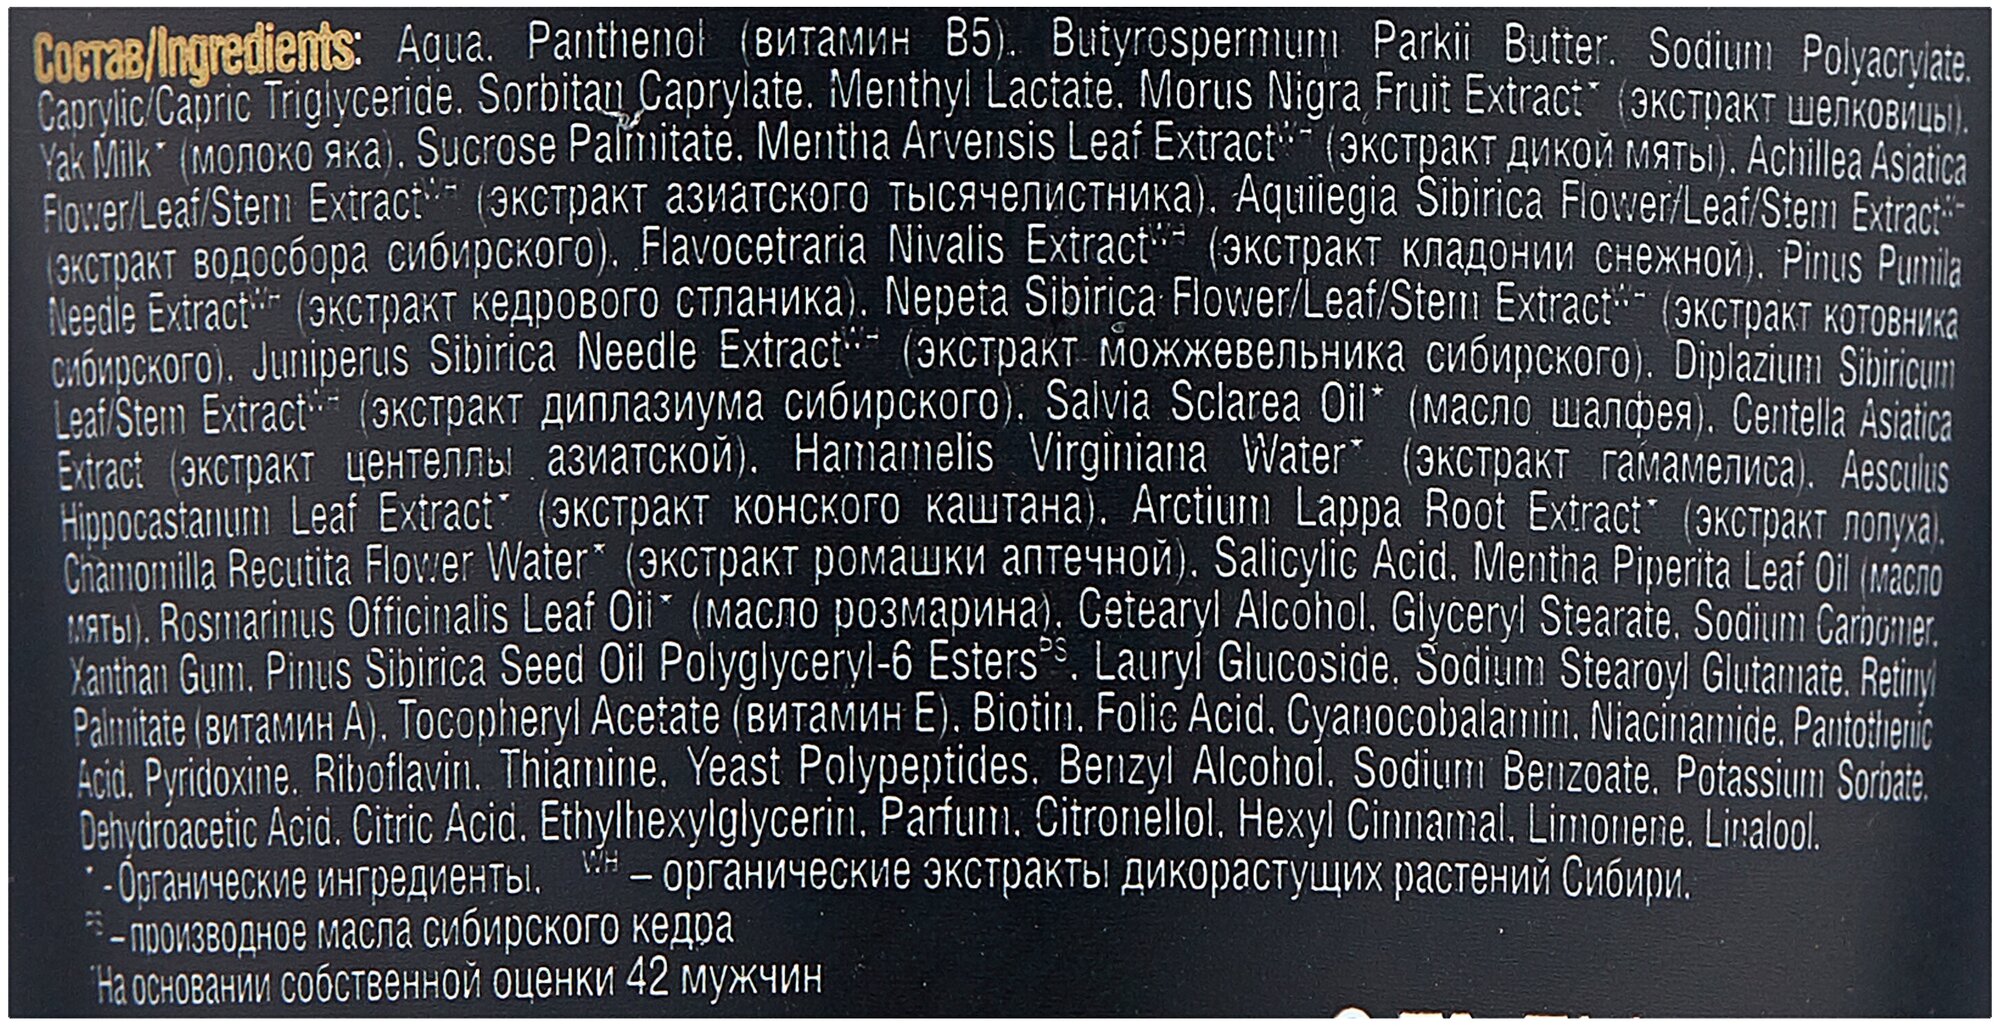 Состав/Ingredients: Aqua, Panthenol (витамин B5), Butyrospermum Parkii Butter, Sodium Polyacrylate,
Caprylic/Capric Triglyceride, Sorbitan Caprylate, Menthyl Lactate, Morus Nigra Fruit Extract* (экстракт шелковицы),
Yak Milk* (молоко яка), Sucrose Palmitate, Mentha Arvensis Leaf Extract^WH (экстракт дикой мяты), Achillea Asiatica
Flower/Leaf/Stem Extract^WH (экстракт азиатского тысячелистника), Aquilegia Sibirica Flower/Leaf/Stem Extract^WH
(экстракт водосбора сибирского), Flavocetraria Nivalis Extract^WH (экстракт кладонии снежной), Pinus Pumila
Needle Extract^WH (экстракт кедрового стланика), Nepeta Sibirica Flower/Leaf/Stem Extract^WH (экстракт котовника
сибирского), Juniperus Sibirica Needle Extract^WH (экстракт можжевельника сибирского), Diplazium Sibiricum
Leaf/Stem Extract^WH (экстракт диплазиума сибирского), Salvia Sclarea Oil* (масло шалфея), Centella Asiatica
Extract (экстракт центеллы азиатской), Hamamelis Virginiana Water* (экстракт гамамелиса), Aesculus
Hippocastanum Leaf Extract* (экстракт конского каштана), Arctium Lappa Root Extract* (экстракт лопуха),
Chamomilla Recutita Flower Water* (экстракт ромашки аптечной), Salicylic Acid, Mentha Piperita Leaf Oil (масло
мяты), Rosmarinus Officinalis Leaf Oil* (масло розмарина), Cetearyl Alcohol, Glyceryl Stearate, Sodium Carbomer,
Xanthan Gum, Pinus Sibirica Seed Oil Polyglyceryl-6 Esters^PS, Lauryl Glucoside, Sodium Stearoyl Glutamate, Retinyl
Palmitate (витамин A), Tocopheryl Acetate (витамин E), Biotin, Folic Acid, Cyanocobalamin, Niacinamide, Pantothenic
Acid, Pyridoxine, Riboflavin, Thiamine, Yeast Polypeptides, Benzyl Alcohol, Sodium Benzoate, Potassium Sorbate,
Dehydroacetic Acid, Citric Acid, Ethylhexylglycerin, Parfum, Citronellol, Hexyl Cinnamal, Limonene, Linalool.
* - Органические ингредиенты, WH – органические экстракты дикорастущих растений Сибири.
PS – производное масла сибирского кедра
*На основании собственной оценки 42 мужчин